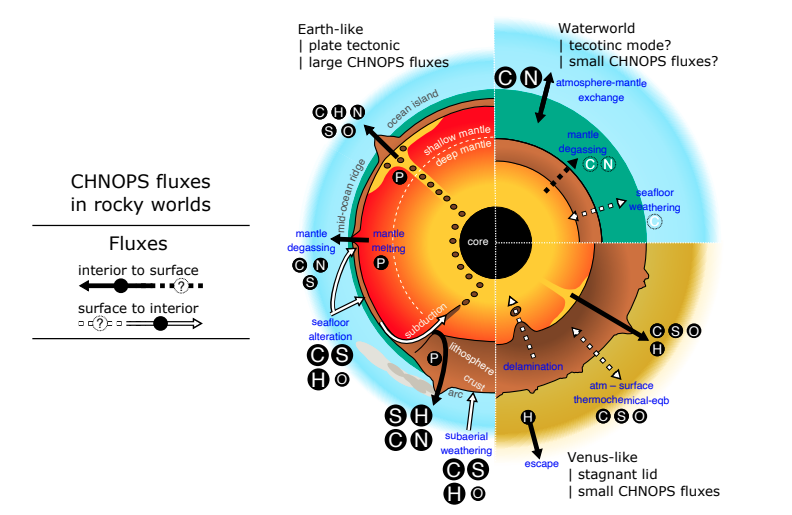 Earth-like
| plate tectonic
| large CHNOPS fluxes
Waterworld
| tecotinc mode?
| small CHNOPS fluxes?
C N
atmosphere-mantle
exchange
ocean island
C H N
S O
shallow mantle
deep mantle
P
mantle
degassing
C N
mid-ocean ridge
seafloor
weathering
C
CHNOPS fluxes
in rocky worlds
Fluxes
interior to surface
?
surface to interior
?
mantle
degassing
C N
S
mantle
melting
P
core
subduction
seafloor
alteration
C S
H O
P
lithosphere
crust
arc
delamination
C S O
H
atm – surface
thermochemical-eqb
C S O
S H
C N
subaerial
weathering
C S
H O
H
escape
Venus-like
| stagnant lid
| small CHNOPS fluxes